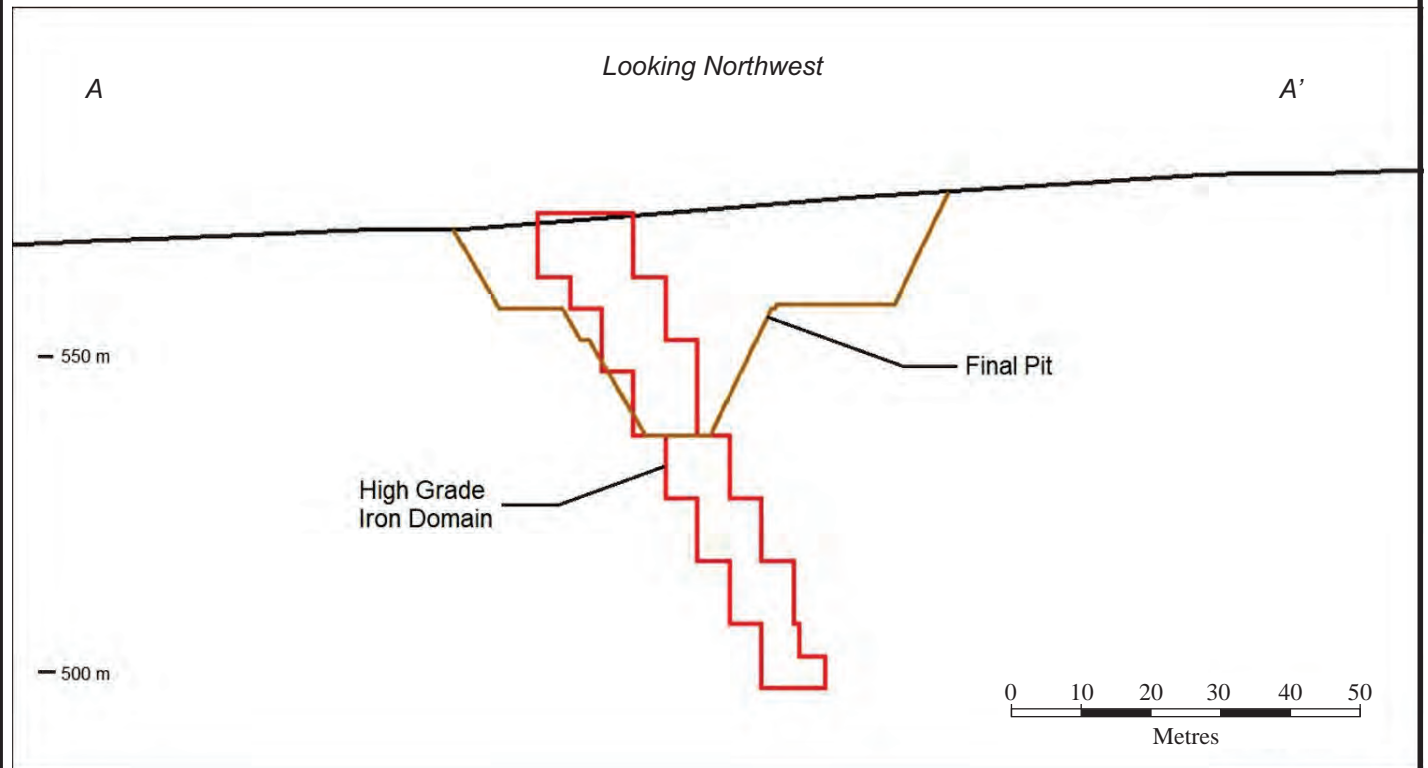 Looking Northwest
A
A’
550 m
Final Pit
High Grade
Iron Domain
500 m
0 10 20 30 40 50
Metres